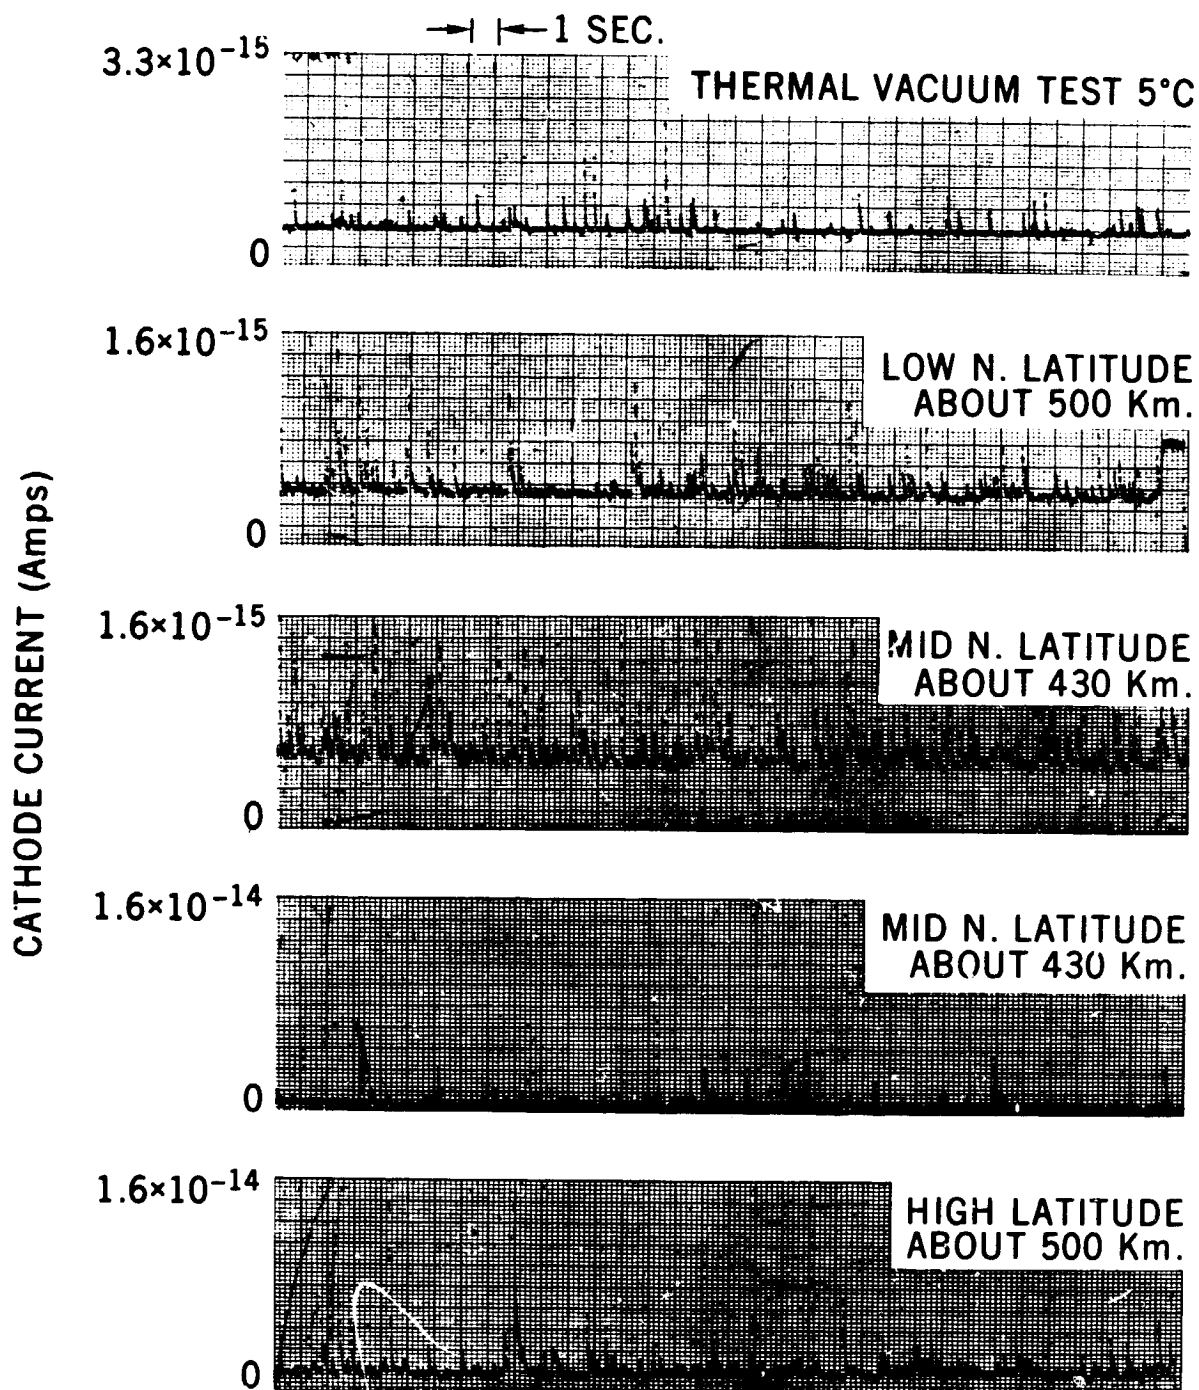 1 SEC.
3.3×10⁻¹⁵
THERMAL VACUUM TEST 5°C
0
1.6×10⁻¹⁵
LOW N. LATITUDE
ABOUT 500 Km.
0
CATHODE CURRENT (Amps)
1.6×10⁻¹⁵
MID N. LATITUDE
ABOUT 430 Km.
0
1.6×10⁻¹⁴
MID N. LATITUDE
ABOUT 430 Km.
0
1.6×10⁻¹⁴
HIGH LATITUDE
ABOUT 500 Km.
0